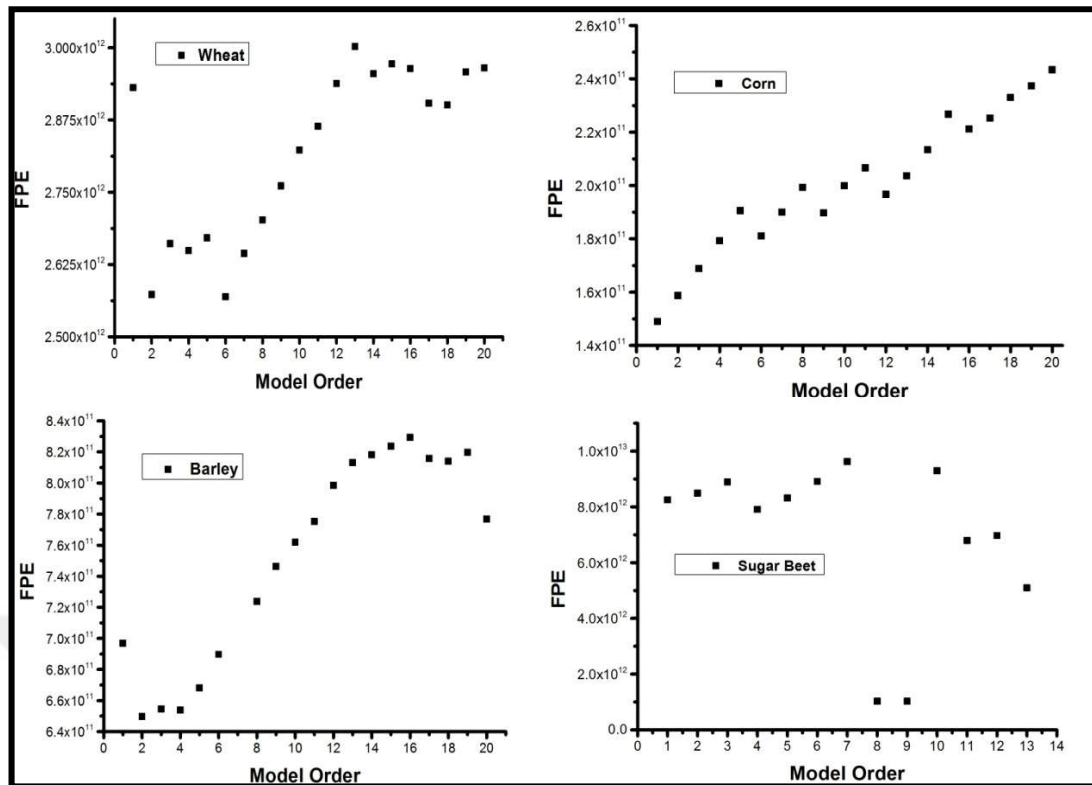 Wheat
3.000x10¹²
2.875x10¹²
2.750x10¹²
2.625x10¹²
2.500x10¹²
FPE
0 2 4 6 8 10 12 14 16 18 20
Model Order
Corn
2.6x10¹¹
2.4x10¹¹
2.2x10¹¹
2.0x10¹¹
1.8x10¹¹
1.6x10¹¹
1.4x10¹¹
FPE
0 2 4 6 8 10 12 14 16 18 20
Model Order
Barley
8.4x10¹¹
8.2x10¹¹
8.0x10¹¹
7.8x10¹¹
7.6x10¹¹
7.4x10¹¹
7.2x10¹¹
7.0x10¹¹
6.8x10¹¹
6.6x10¹¹
6.4x10¹¹
FPE
0 2 4 6 8 10 12 14 16 18 20
Model Order
Sugar Beet
1.0x10¹³
8.0x10¹²
6.0x10¹²
4.0x10¹²
2.0x10¹²
0.0
FPE
0 1 2 3 4 5 6 7 8 9 10 11 12 13 14
Model Order